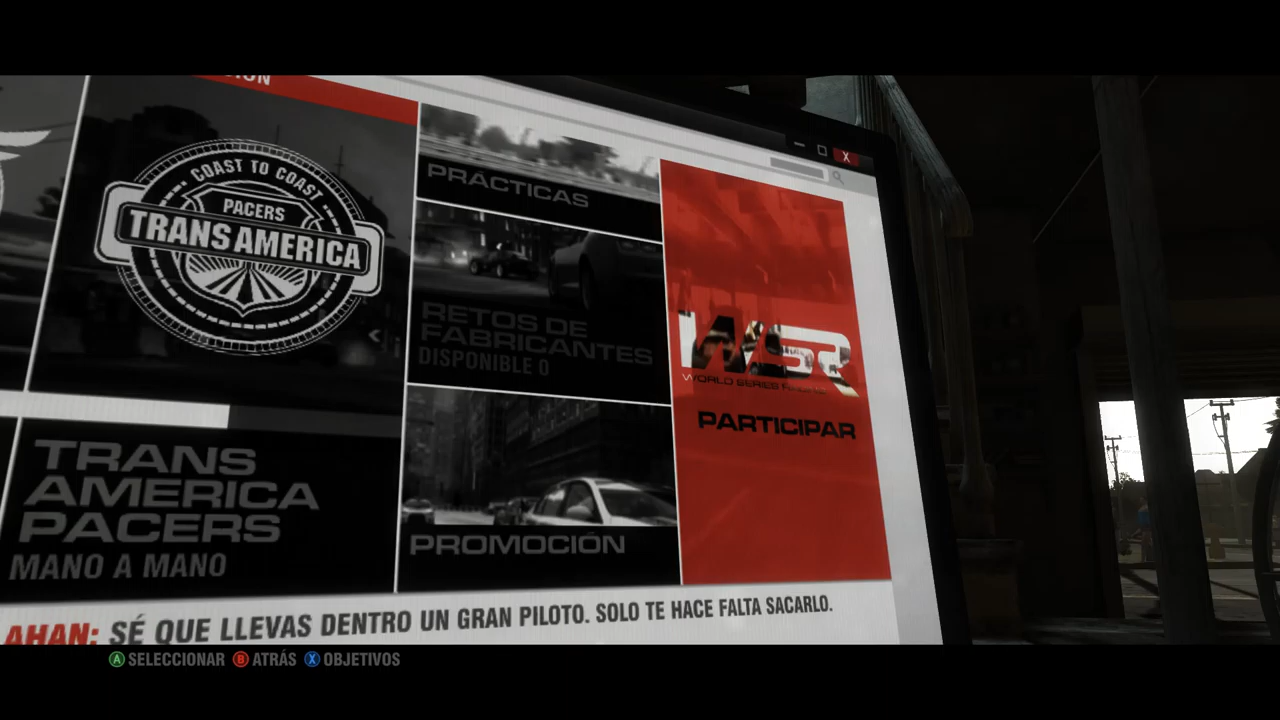 COAST TO COAST
PACERS
TRANSAMERICA
TRANS
AMERICA
PACERS
MANO A MANO
PRÁCTICAS
RETOS DE
FABRICANTES
DISPONIBLE 0
PROMOCIÓN
WSR
WORLD SERIES RACING
PARTICIPAR
AHAN: SÉ QUE LLEVAS DENTRO UN GRAN PILOTO. SOLO TE HACE FALTA SACARLO.
A SELECCIONAR B ATRÁS X OBJETIVOS